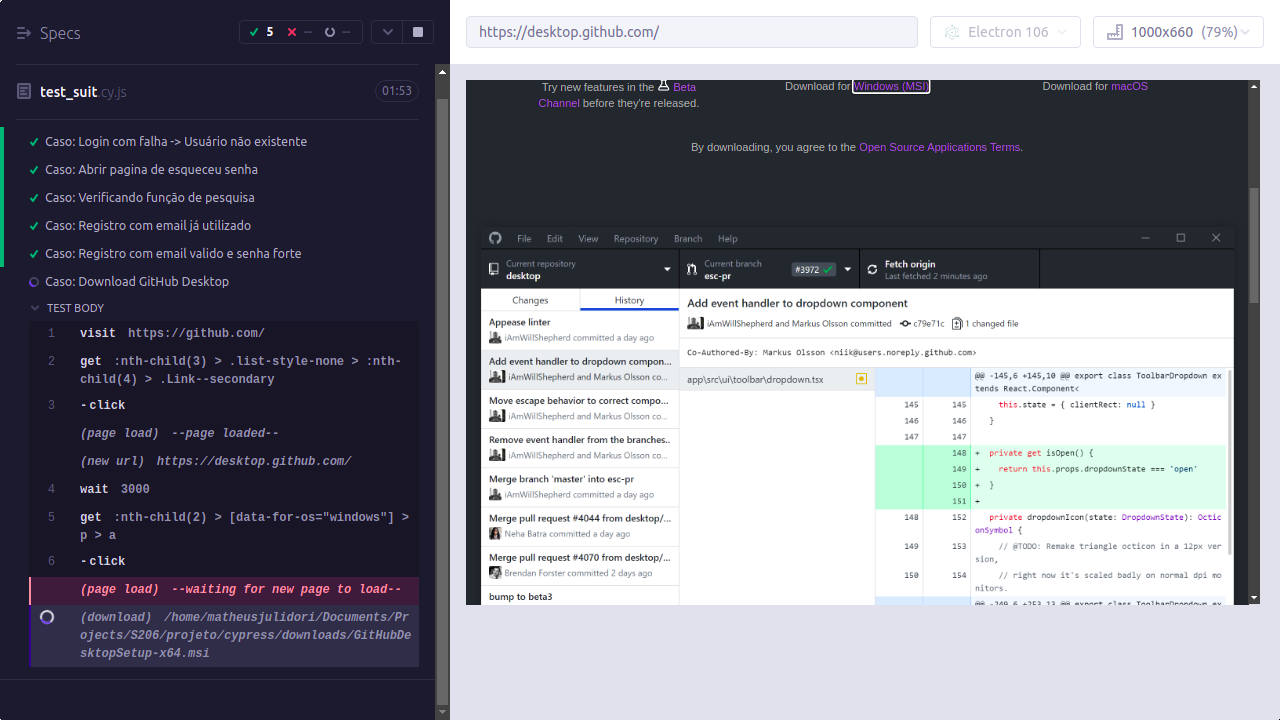 Specs
5 -- --
test_suit.cy.js
01:53
Caso: Login com falha -> Usuário não existente
Caso: Abrir pagina de esqueceu senha
Caso: Verificando função de pesquisa
Caso: Registro com email já utilizado
Caso: Registro com email valido e senha forte
Caso: Download GitHub Desktop
TEST BODY
1 visit https://github.com/
2 get :nth-child(3) > .list-style-none > :nth-
child(4) > .Link--secondary
3 -click
(page load) --page loaded--
(new url) https://desktop.github.com/
4 wait 3000
5 get :nth-child(2) > [data-for-os="windows"] >
p > a
6 -click
(page load) --waiting for new page to load--
(download) /home/matheusjulidori/Documents/Pr
ojects/S206/projeto/cypress/downloads/GitHubDe
sktopSetup-x64.msi
https://desktop.github.com/
Electron 106
1000x660 (79%)
Try new features in the Beta
Channel before they're released.
Download for Windows (MSI)
Download for macOS
By downloading, you agree to the Open Source Applications Terms.
File Edit View Repository Branch Help
Current repository
desktop
Current branch
esc-pr
#3972
Fetch origin
Last fetched 2 minutes ago
Changes
History
Appease linter
iAmWillShepherd committed a day ago
Add event handler to dropdown compon...
iAmWillShepherd and Markus Olsson co...
Move escape behavior to correct compo...
iAmWillShepherd and Markus Olsson co...
Remove event handler from the branches..
iAmWillShepherd and Markus Olsson co...
Merge branch 'master' into esc-pr
iAmWillShepherd committed a day ago
Merge pull request #4044 from desktop/...
Neha Batra committed a day ago
Merge pull request #4070 from desktop/...
Brendan Forster committed 2 days ago
bump to beta3
Add event handler to dropdown component
iAmWillShepherd and Markus Olsson committed
c79e71c
1 changed file
Co-Authored-By: Markus Olsson <niik@users.noreply.github.com>
app\src\ui\toolbar\dropdown.tsx
@@ -145,6 +145,10 @@ export class ToolbarDropdown ex
tends React.Component<
145 145 this.state = { clientRect: null }
146 146 }
147 147
148 + private get isOpen() {
149 + return this.props.dropdownState === 'open'
150 + }
151 +
148 152 private dropdownIcon(state: DropdownState): Octic
onSymbol {
149 153 // @TODO: Remake triangle octicon in a 12px ver
sion,
150 154 // right now it's scaled badly on normal dpi mo
nitors.
@@ -249,6 +253,13 @@ export class ToolbarDropdown ex